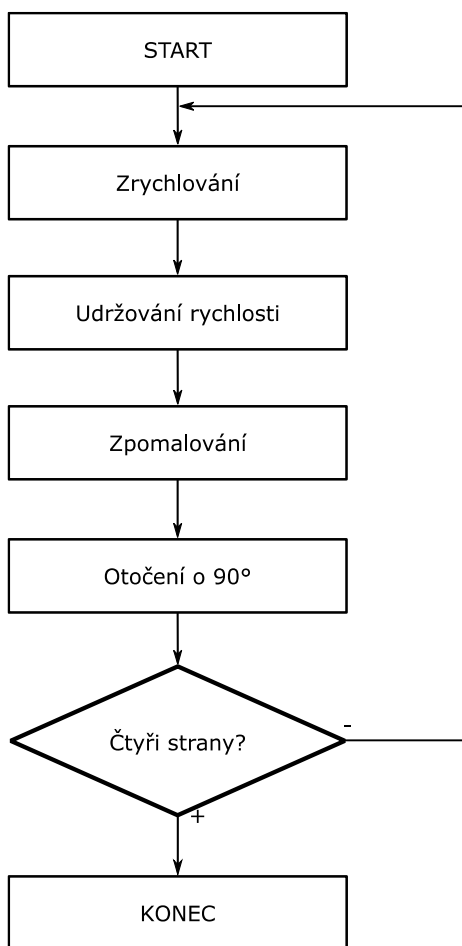 START
Zrychlování
Udržování rychlosti
Zpomalování
Otočení o 90°
Čtyři strany?
-
+
KONEC